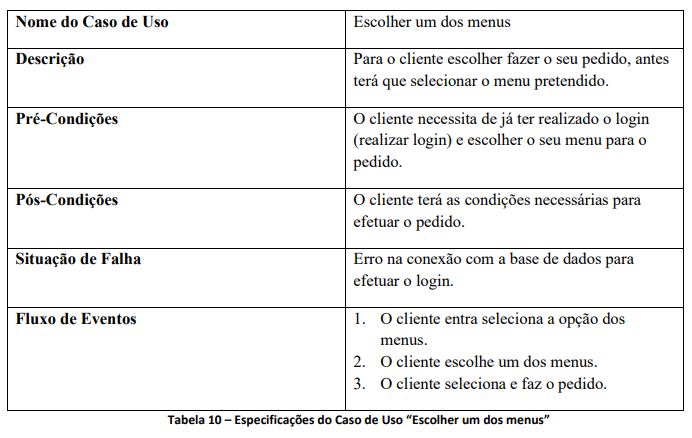 Nome do Caso de Uso
Escolher um dos menus
Descrição
Para o cliente escolher fazer o seu pedido, antes
terá que selecionar o menu pretendido.
Pré-Condições
O cliente necessita de já ter realizado o login
(realizar login) e escolher o seu menu para o
pedido.
Pós-Condições
O cliente terá as condições necessárias para
efetuar o pedido.
Situação de Falha
Erro na conexão com a base de dados para
efetuar o login.
Fluxo de Eventos
1. O cliente entra seleciona a opção dos
menus.
2. O cliente escolhe um dos menus.
3. O cliente seleciona e faz o pedido.
Tabela 10 – Especificações do Caso de Uso “Escolher um dos menus”